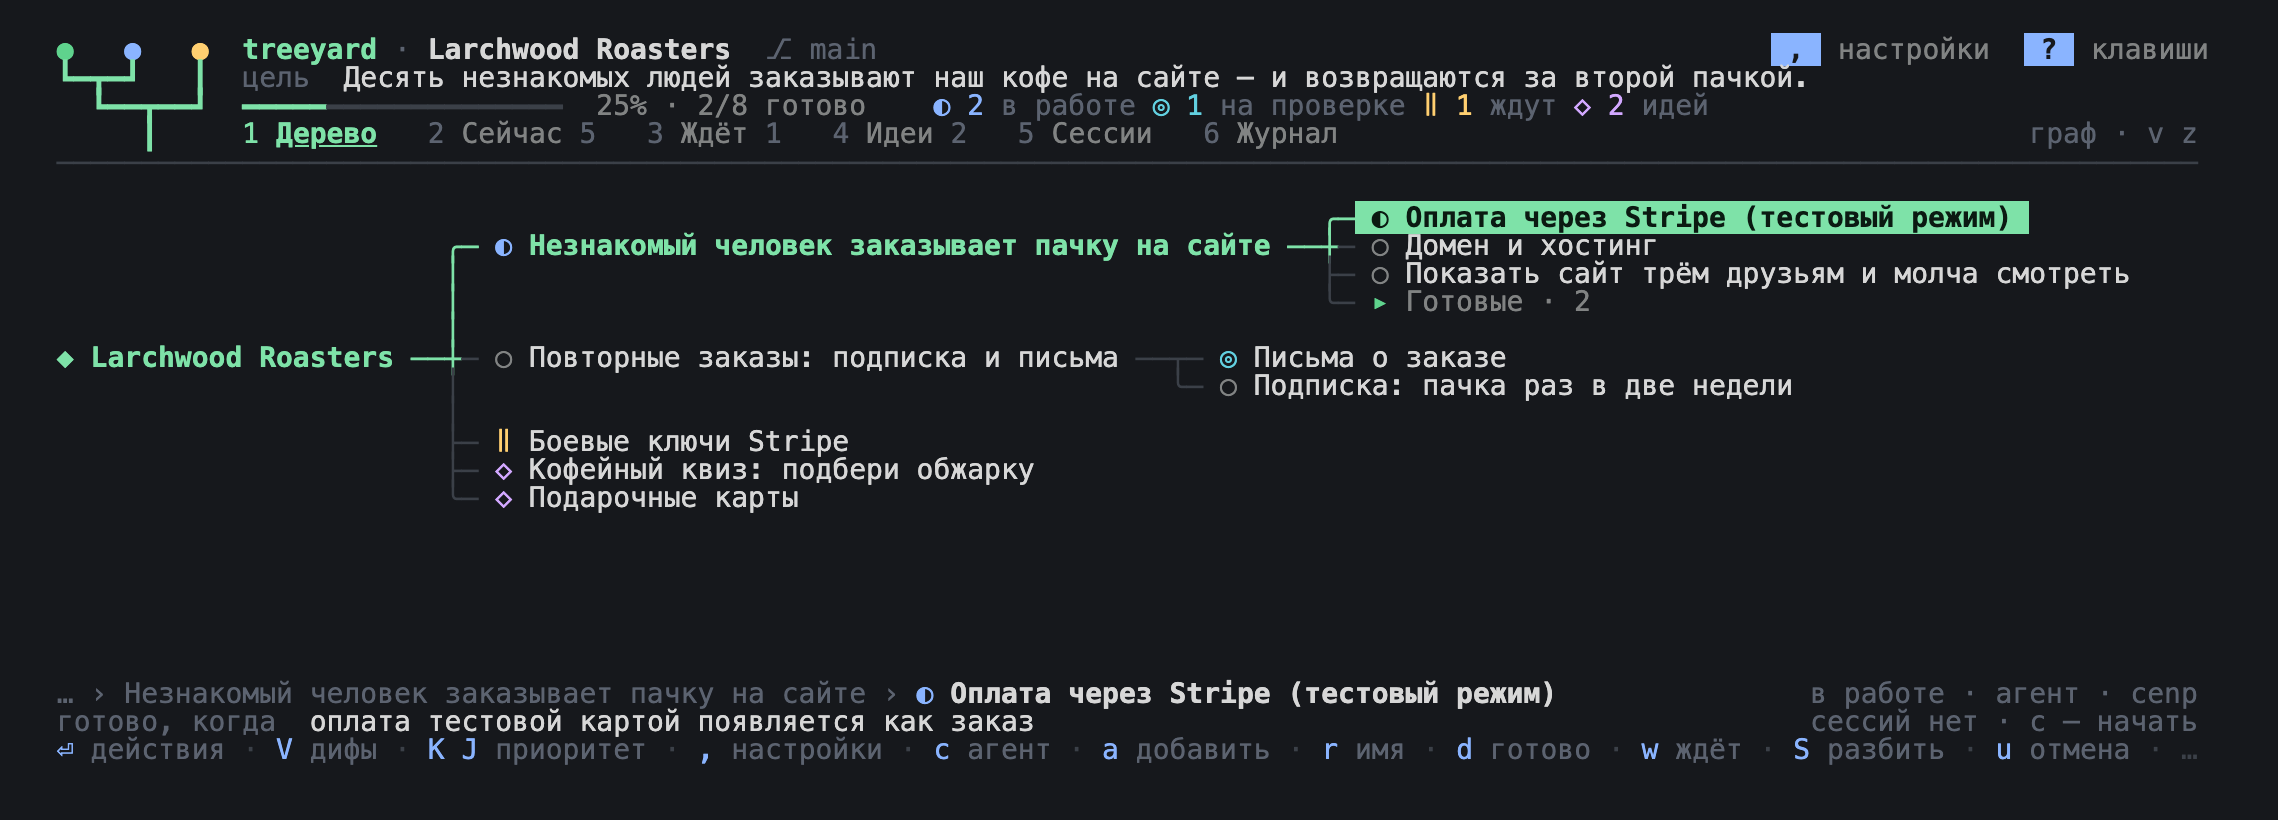 treeyard · Larchwood Roasters ⎇ main , настройки ? клавиши
цель Десять незнакомых людей заказывают наш кофе на сайте — и возвращаются за второй пачкой.
25% · 2/8 готово ◐ 2 в работе ◎ 1 на проверке ‖ 1 ждут ◇ 2 идей
1 Дерево 2 Сейчас 5 3 Ждёт 1 4 Идеи 2 5 Сессии 6 Журнал граф · v z
◐ Оплата через Stripe (тестовый режим)
◐ Незнакомый человек заказывает пачку на сайте ○ Домен и хостинг
○ Показать сайт трём друзьям и молча смотреть
▸ Готовые · 2
◆ Larchwood Roasters ○ Повторные заказы: подписка и письма ◎ Письма о заказе
○ Подписка: пачка раз в две недели
‖ Боевые ключи Stripe
◇ Кофейный квиз: подбери обжарку
◇ Подарочные карты
… › Незнакомый человек заказывает пачку на сайте › ◐ Оплата через Stripe (тестовый режим) в работе · агент · cenp
готово, когда оплата тестовой картой появляется как заказ сессий нет · c — начать
⏎ действия · V дифы · K J приоритет · , настройки · c агент · a добавить · r имя · d готово · w ждёт · S разбить · u отмена · …